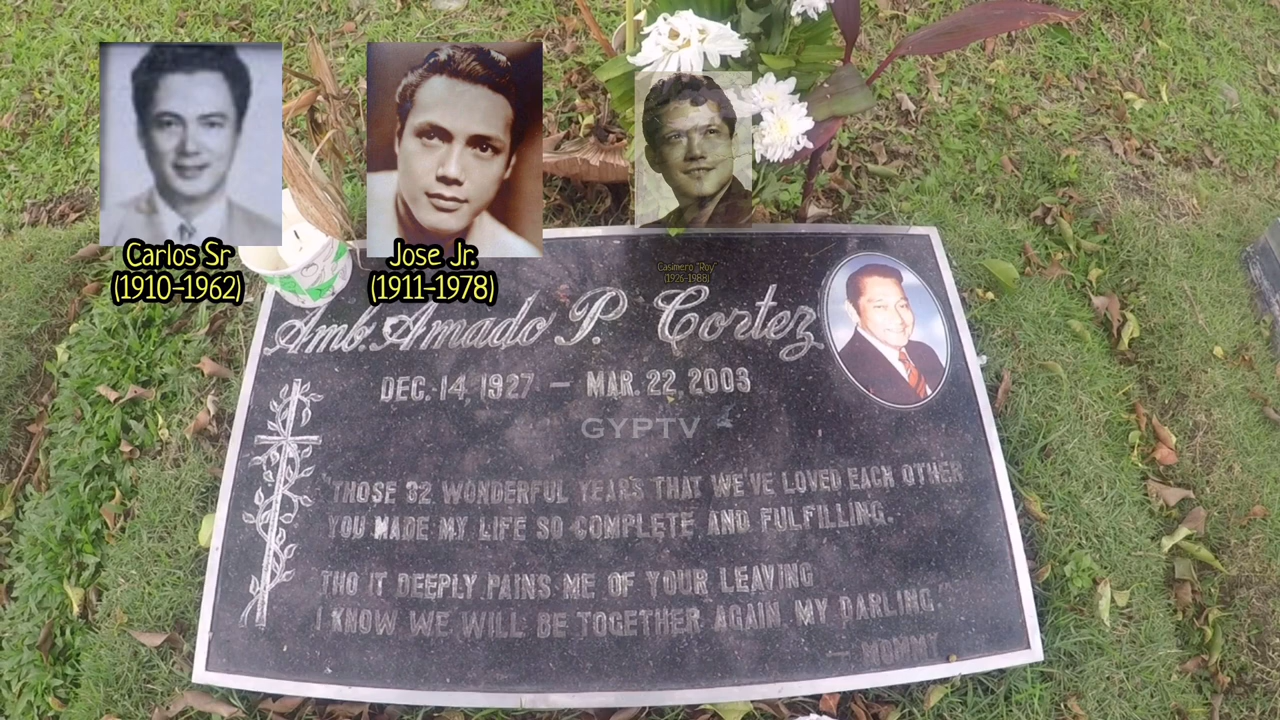 Carlos Sr
(1910-1962)
Jose Jr.
(1911-1978)
Casimero "Roy"
(1926-1988)
Amb. Amado P. Cortez
DEC. 14, 1927 — MAR. 22, 2003
GYPTV
"THOSE 32 WONDERFUL YEARS THAT WE'VE LOVED EACH OTHER
YOU MADE MY LIFE SO COMPLETE AND FULFILLING.
THO IT DEEPLY PAINS ME OF YOUR LEAVING
I KNOW WE WILL BE TOGETHER AGAIN MY DARLING."
— MOMMY